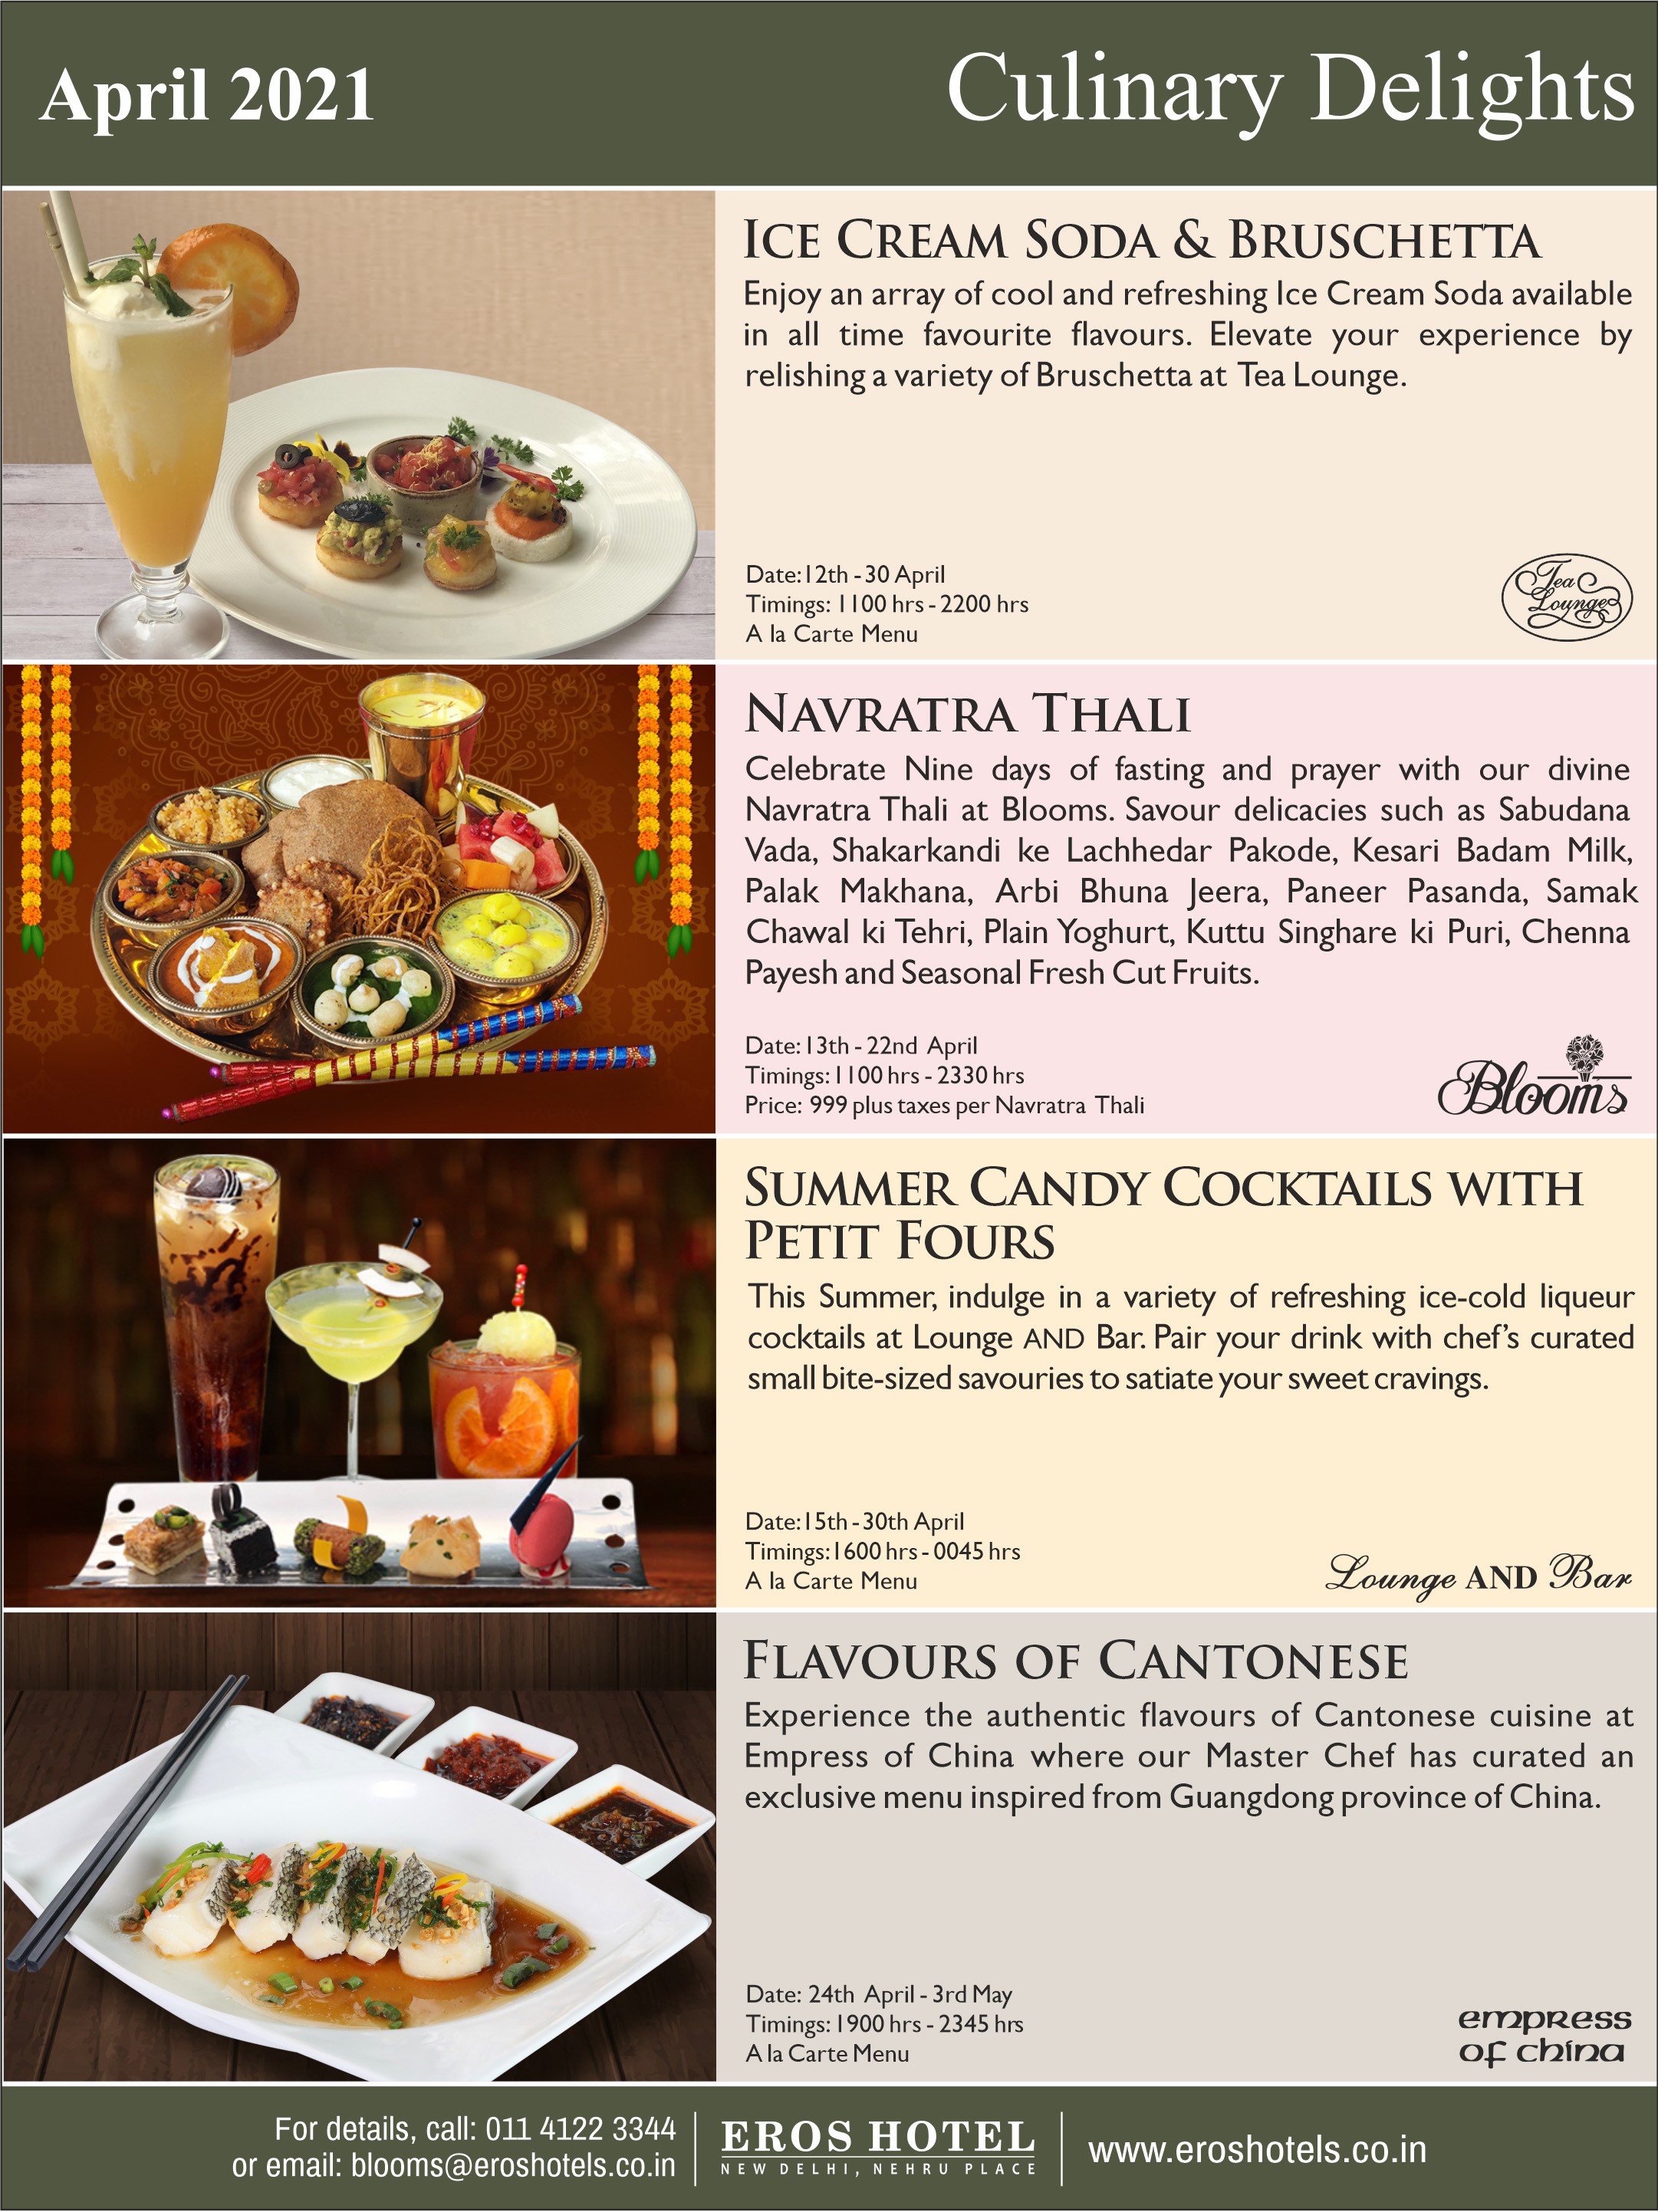 April 2021
Culinary Delights
ICE CREAM SODA & BRUSCHETTA
Enjoy an array of cool and refreshing Ice Cream Soda available
in all time favourite flavours. Elevate your experience by
relishing a variety of Bruschetta at Tea Lounge.
Date:12th - 30 April
Timings: 1100 hrs - 2200 hrs
A la Carte Menu
Tea
Lounge
NAVRATRA THALI
Celebrate Nine days of fasting and prayer with our divine
Navratra Thali at Blooms. Savour delicacies such as Sabudana
Vada, Shakarkandi ke Lachhedar Pakode, Kesari Badam Milk,
Palak Makhana, Arbi Bhuna Jeera, Paneer Pasanda, Samak
Chawal ki Tehri, Plain Yoghurt, Kuttu Singhare ki Puri, Chenna
Payesh and Seasonal Fresh Cut Fruits.
Date:13th - 22nd April
Timings:1100 hrs - 2330 hrs
Price: 999 plus taxes per Navratra Thali
Blooms
SUMMER CANDY COCKTAILS WITH
PETIT FOURS
This Summer, indulge in a variety of refreshing ice-cold liqueur
cocktails at Lounge AND Bar. Pair your drink with chef's curated
small bite-sized savouries to satiate your sweet cravings.
Date:15th - 30th April
Timings:1600 hrs - 0045 hrs
A la Carte Menu
Lounge AND Bar
FLAVOURS OF CANTONESE
Experience the authentic flavours of Cantonese cuisine at
Empress of China where our Master Chef has curated an
exclusive menu inspired from Guangdong province of China.
Date: 24th April - 3rd May
Timings: 1900 hrs - 2345 hrs
A la Carte Menu
empress
of china
For details, call: 011 4122 3344
or email: blooms@eroshotels.co.in
EROS HOTEL
NEW DELHI, NEHRU PLACE
www.eroshotels.co.in